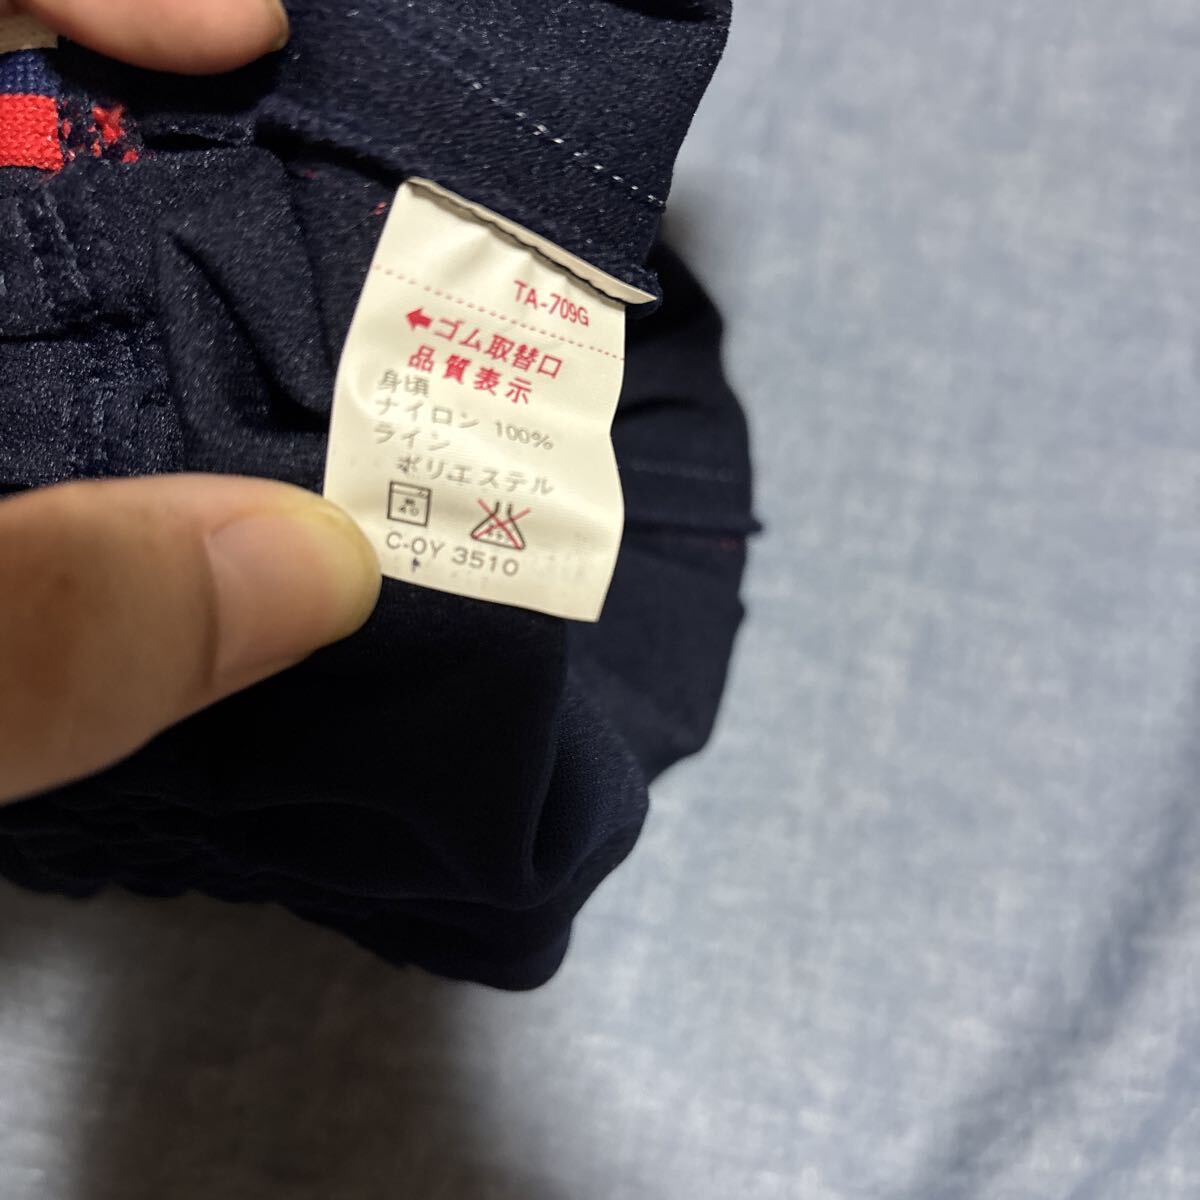 TA-709G
←ゴム取替口
品質表示
身頃
ナイロン 100%
ライン
ポリエステル
40
C-OY 3510